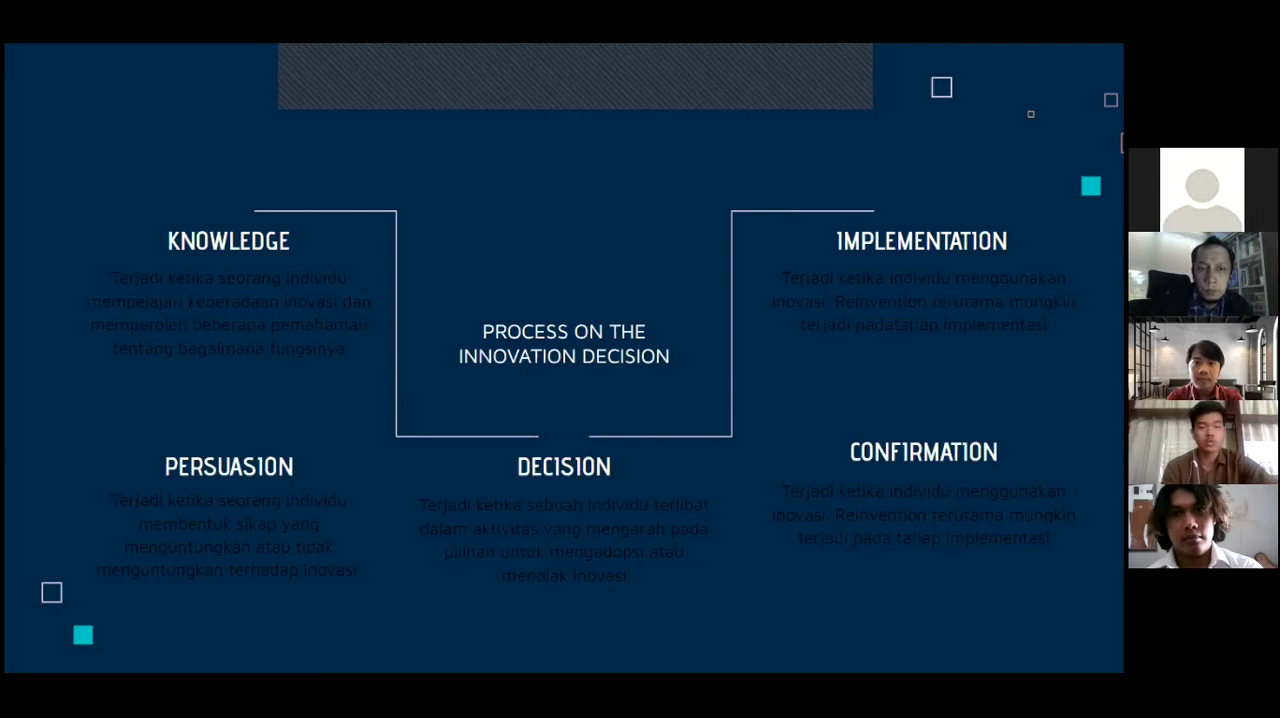 KNOWLEDGE
Terjadi ketika seorang individu
mempelajari keberadaan inovasi dan
memperoleh beberapa pemahaman
tentang bagaimana fungsinya.
PERSUASION
Terjadi ketika seorang individu
membentuk sikap yang
menguntungkan atau tidak
menguntungkan terhadap inovasi.
PROCESS ON THE
INNOVATION DECISION
DECISION
Terjadi ketika sebuah individu terlibat
dalam aktivitas yang mengarah pada
pilihan untuk mengadopsi atau
menolak inovasi
IMPLEMENTATION
Terjadi ketika individu menggunakan
inovasi. Reinvention terutama mungkin
terjadi padatahap implementasi
CONFIRMATION
Terjadi ketika individu menggunakan
inovasi. Reinvention terutama mungkin
terjadi pada tahap implementasi